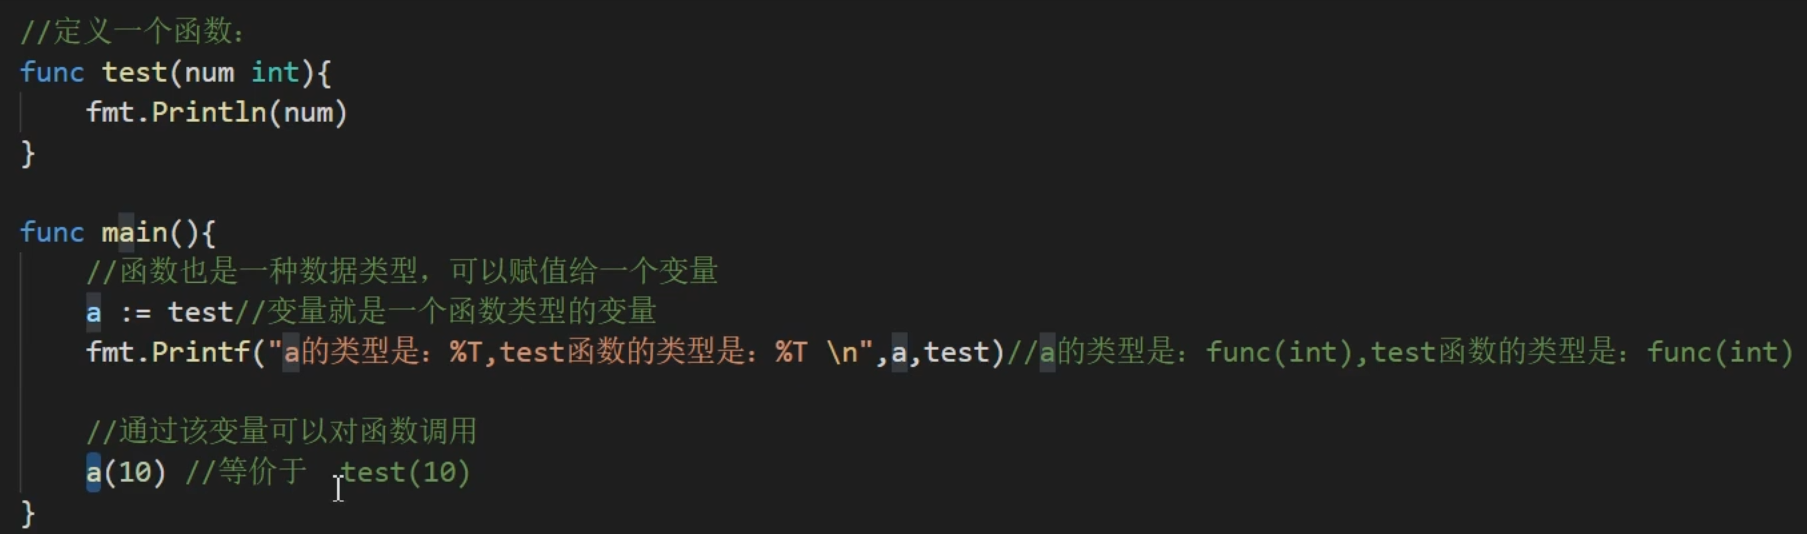 //定义一个函数：
func test(num int){
    fmt.Println(num)
}
func main(){
    //函数也是一种数据类型，可以赋值给一个变量
    a := test//变量就是一个函数类型的变量
    fmt.Printf("a的类型是：%T,test函数的类型是：%T \n",a,test)//a的类型是：func(int),test函数的类型是：func(int)
    //通过该变量可以对函数调用
    a(10) //等价于  test(10)
}